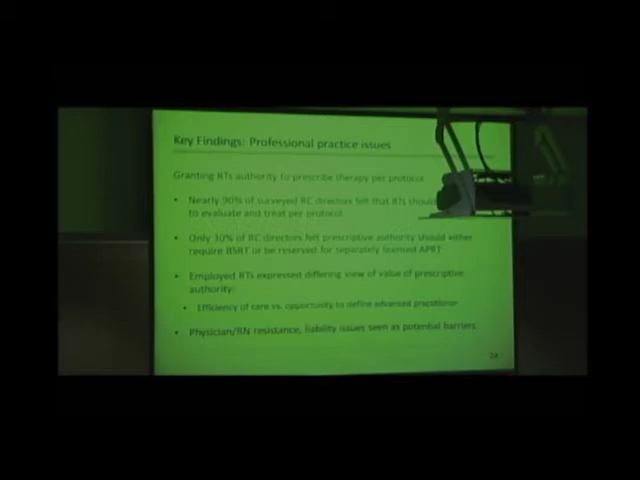 Key Findings: Professional practice issues
Granting RTs authority to prescribe therapy per protocol
• Nearly 90% of surveyed RC directors felt that RTs should
to evaluate and treat per protocol
• Only 30% of RC directors felt prescriptive authority should either
require BSRT or be reserved for separately licensed APRT
• Employed RTs expressed differing view of value of prescriptive
authority:
• Efficiency of care vs. opportunity to define advanced practitioner
• Physician/RN resistance, liability issues seen as potential barriers
24